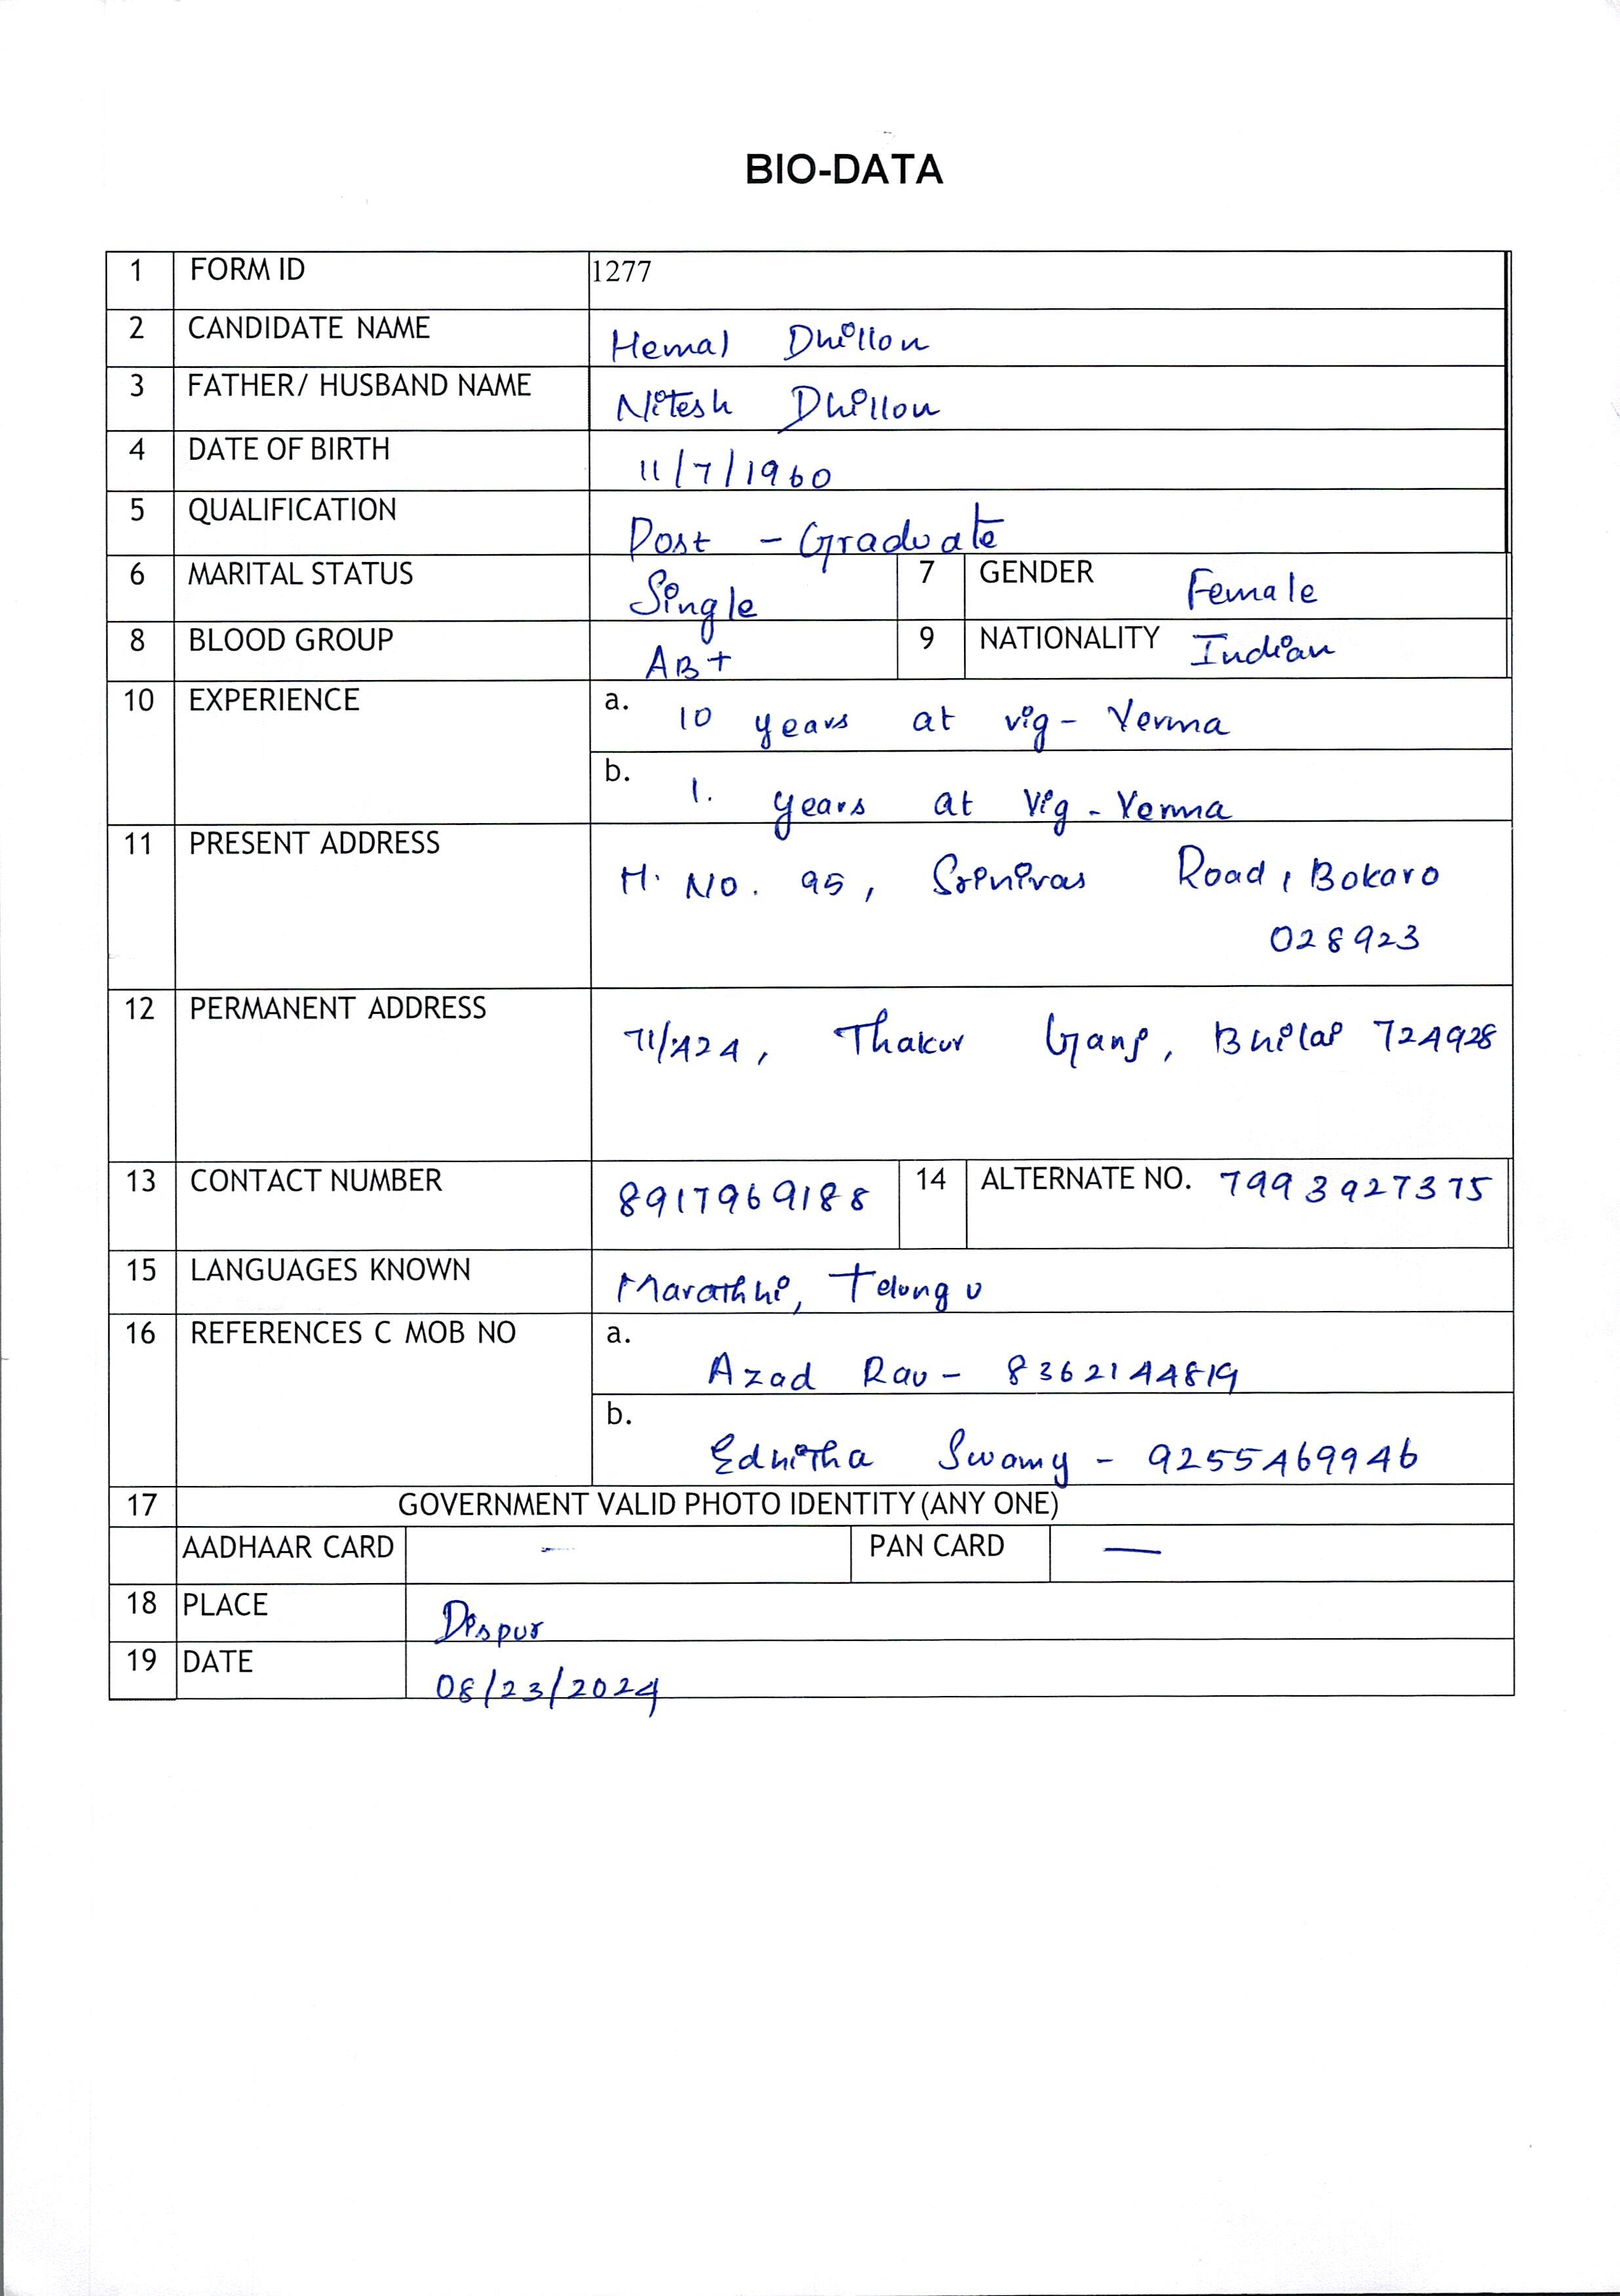 BIO-DATA
1 FORM ID 1277
2 CANDIDATE NAME Hemal Dhillon
3 FATHER/ HUSBAND NAME Nitesh Dhillon
4 DATE OF BIRTH 11/7/1960
5 QUALIFICATION Post - Graduate
6 MARITAL STATUS Single 7 GENDER Female
8 BLOOD GROUP AB+ 9 NATIONALITY Indian
10 EXPERIENCE a. 10 years at vig - Verma
b. 1. years at Vig - Verma
11 PRESENT ADDRESS H. No. 95, Srinivas Road, Bokaro
028923
12 PERMANENT ADDRESS 71/424, Thakur Ganj, Bhilai 724928
13 CONTACT NUMBER 8917969188 14 ALTERNATE NO. 7993927375
15 LANGUAGES KNOWN Marathhi, Telungu
16 REFERENCES C MOB NO a. Azad Rau - 8362144819
b. Ednitha Swamy - 9255469946
17 GOVERNMENT VALID PHOTO IDENTITY (ANY ONE)
AADHAAR CARD - PAN CARD —
18 PLACE Dispur
19 DATE 08/23/2024